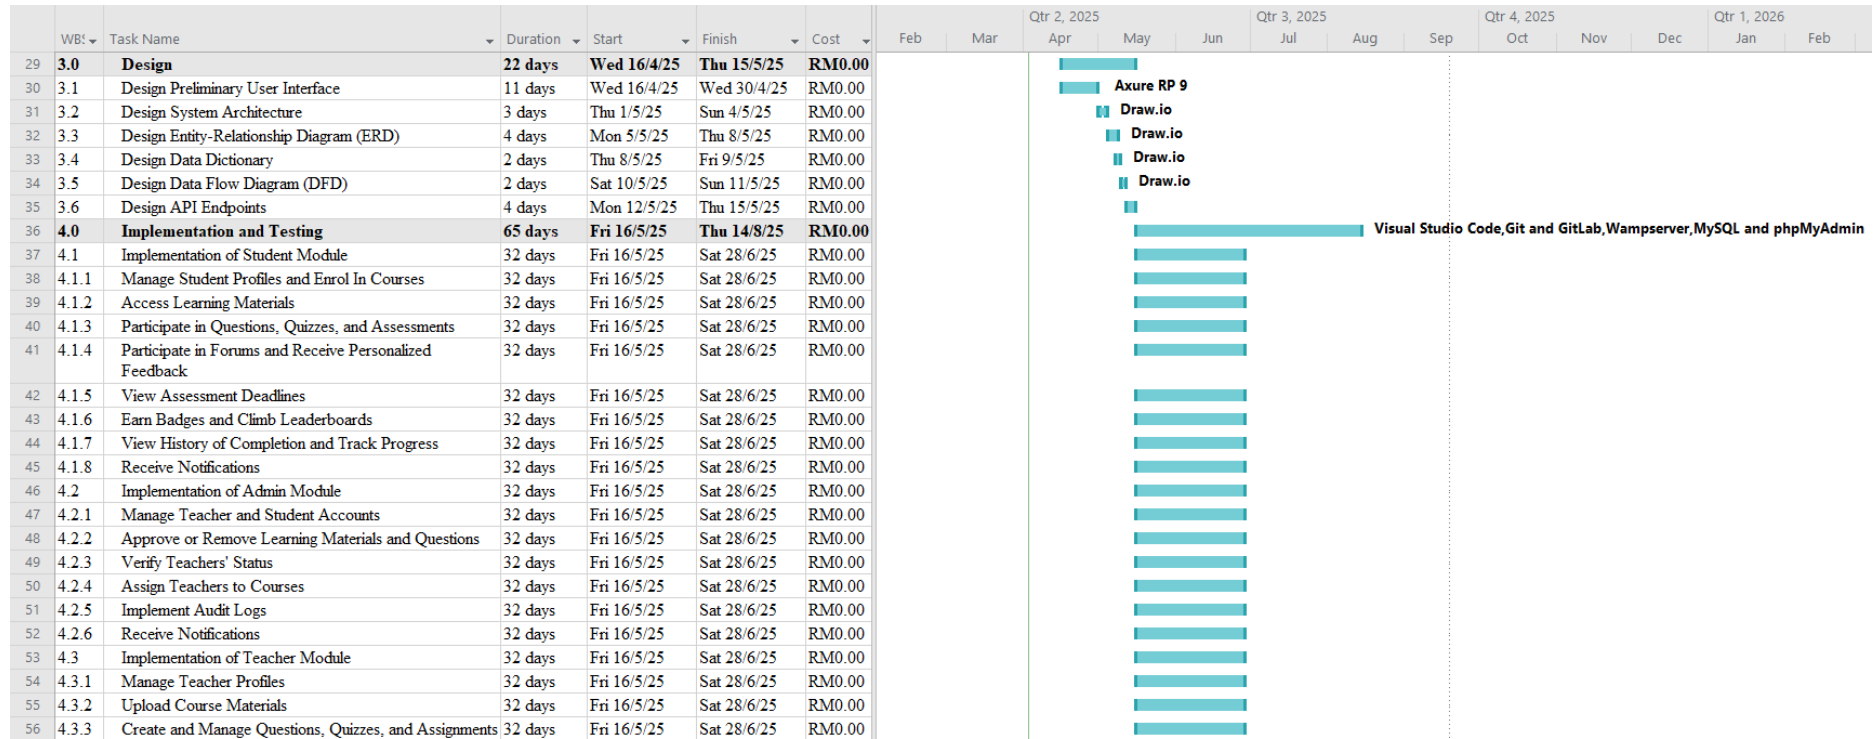 Qtr 2, 2025 Qtr 3, 2025 Qtr 4, 2025 Qtr 1, 2026
WBS Task Name Duration Start Finish Cost Feb Mar Apr May Jun Jul Aug Sep Oct Nov Dec Jan Feb
29 3.0 Design 22 days Wed 16/4/25 Thu 15/5/25 RM0.00
30 3.1 Design Preliminary User Interface 11 days Wed 16/4/25 Wed 30/4/25 RM0.00 Axure RP 9
31 3.2 Design System Architecture 3 days Thu 1/5/25 Sun 4/5/25 RM0.00 Draw.io
32 3.3 Design Entity-Relationship Diagram (ERD) 4 days Mon 5/5/25 Thu 8/5/25 RM0.00 Draw.io
33 3.4 Design Data Dictionary 2 days Thu 8/5/25 Fri 9/5/25 RM0.00 Draw.io
34 3.5 Design Data Flow Diagram (DFD) 2 days Sat 10/5/25 Sun 11/5/25 RM0.00 Draw.io
35 3.6 Design API Endpoints 4 days Mon 12/5/25 Thu 15/5/25 RM0.00
36 4.0 Implementation and Testing 65 days Fri 16/5/25 Thu 14/8/25 RM0.00 Visual Studio Code,Git and GitLab,Wampserver,MySQL and phpMyAdmin
37 4.1 Implementation of Student Module 32 days Fri 16/5/25 Sat 28/6/25 RM0.00
38 4.1.1 Manage Student Profiles and Enrol In Courses 32 days Fri 16/5/25 Sat 28/6/25 RM0.00
39 4.1.2 Access Learning Materials 32 days Fri 16/5/25 Sat 28/6/25 RM0.00
40 4.1.3 Participate in Questions, Quizzes, and Assessments 32 days Fri 16/5/25 Sat 28/6/25 RM0.00
41 4.1.4 Participate in Forums and Receive Personalized 32 days Fri 16/5/25 Sat 28/6/25 RM0.00
Feedback
42 4.1.5 View Assessment Deadlines 32 days Fri 16/5/25 Sat 28/6/25 RM0.00
43 4.1.6 Earn Badges and Climb Leaderboards 32 days Fri 16/5/25 Sat 28/6/25 RM0.00
44 4.1.7 View History of Completion and Track Progress 32 days Fri 16/5/25 Sat 28/6/25 RM0.00
45 4.1.8 Receive Notifications 32 days Fri 16/5/25 Sat 28/6/25 RM0.00
46 4.2 Implementation of Admin Module 32 days Fri 16/5/25 Sat 28/6/25 RM0.00
47 4.2.1 Manage Teacher and Student Accounts 32 days Fri 16/5/25 Sat 28/6/25 RM0.00
48 4.2.2 Approve or Remove Learning Materials and Questions 32 days Fri 16/5/25 Sat 28/6/25 RM0.00
49 4.2.3 Verify Teachers' Status 32 days Fri 16/5/25 Sat 28/6/25 RM0.00
50 4.2.4 Assign Teachers to Courses 32 days Fri 16/5/25 Sat 28/6/25 RM0.00
51 4.2.5 Implement Audit Logs 32 days Fri 16/5/25 Sat 28/6/25 RM0.00
52 4.2.6 Receive Notifications 32 days Fri 16/5/25 Sat 28/6/25 RM0.00
53 4.3 Implementation of Teacher Module 32 days Fri 16/5/25 Sat 28/6/25 RM0.00
54 4.3.1 Manage Teacher Profiles 32 days Fri 16/5/25 Sat 28/6/25 RM0.00
55 4.3.2 Upload Course Materials 32 days Fri 16/5/25 Sat 28/6/25 RM0.00
56 4.3.3 Create and Manage Questions, Quizzes, and Assignments 32 days Fri 16/5/25 Sat 28/6/25 RM0.00